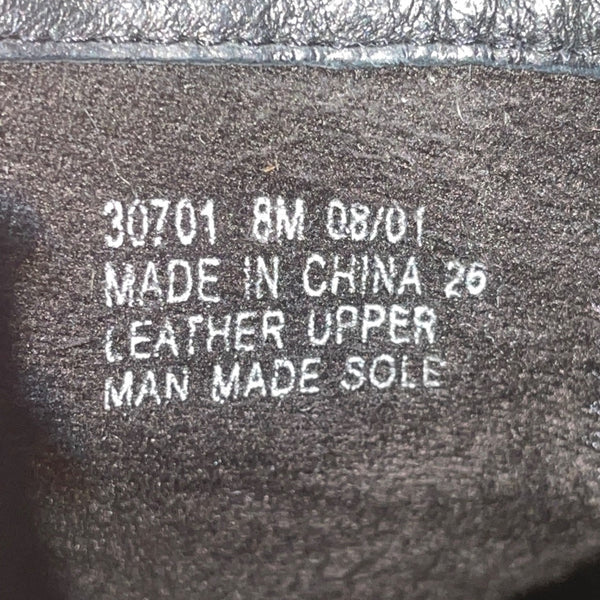 30701 8M 08/01
MADE IN CHINA 26
LEATHER UPPER
MAN MADE SOLE